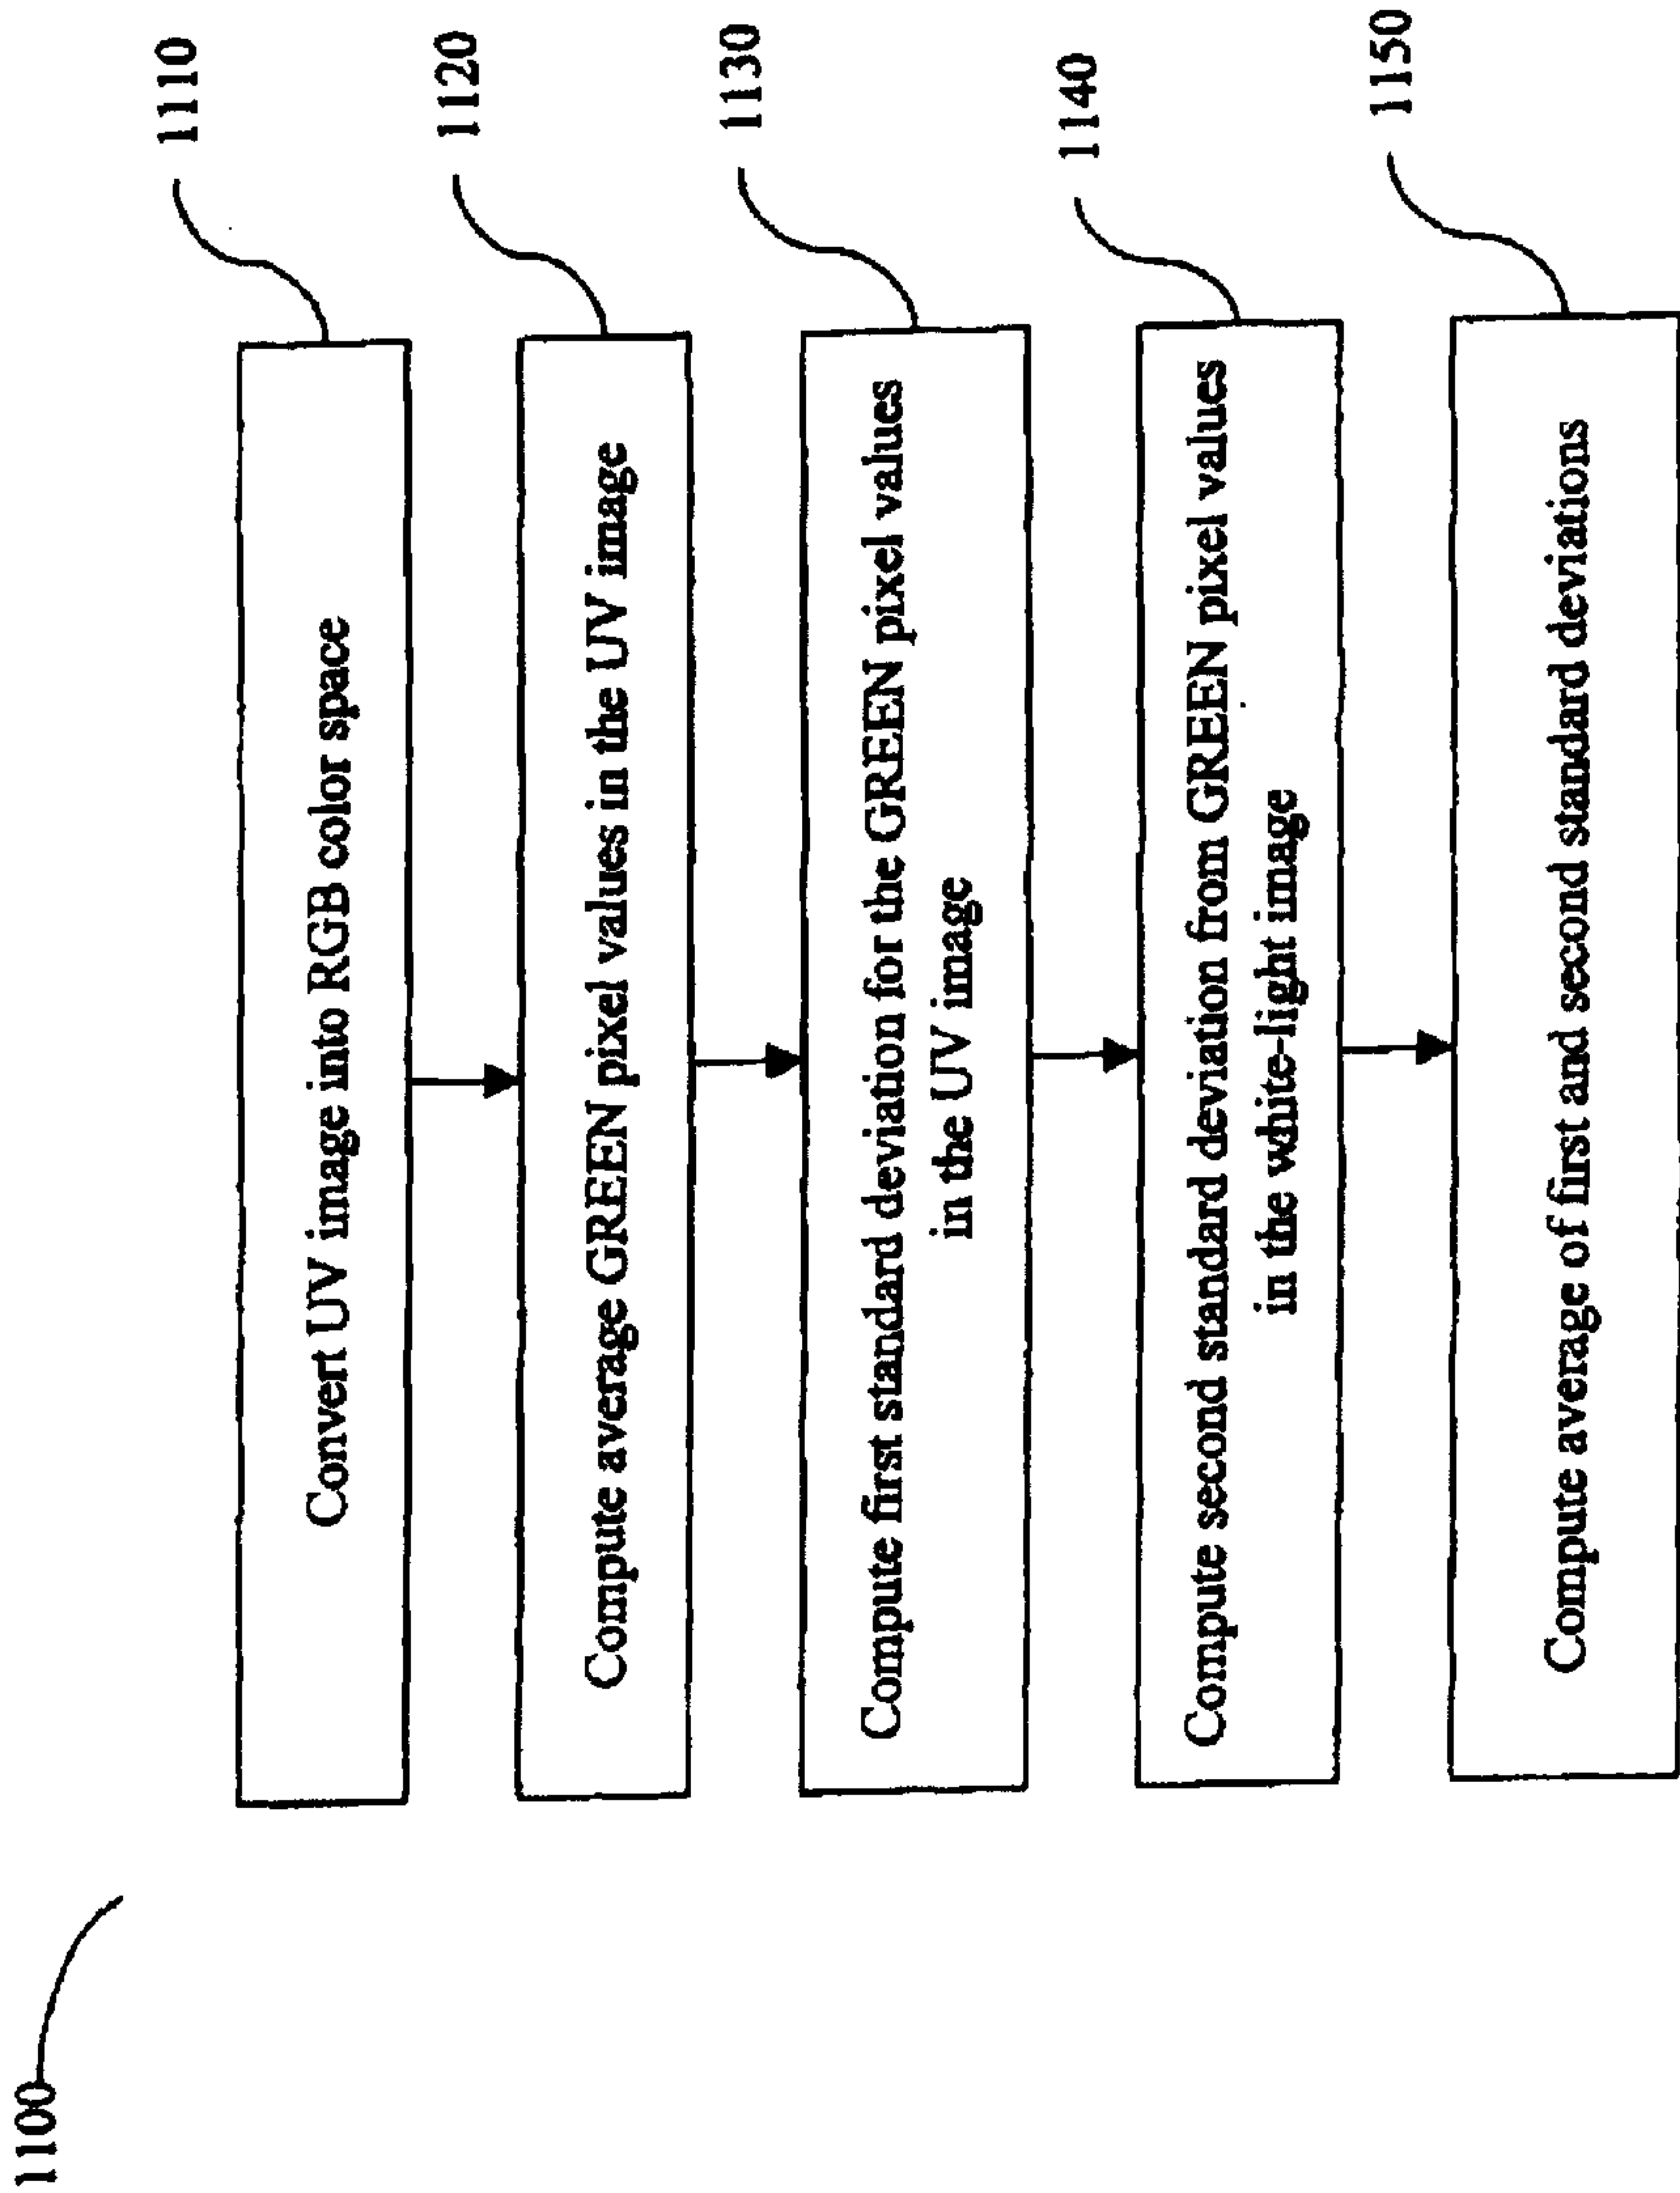 1100
1110
Convert UV image into RGB color space
1120
Compute average GREEN pixel values in the UV image
1130
Compute first standard deviation for the GREEN pixel values
in the UV image
1140
Compute second standard deviation from GREEN pixel values
in the white-light image
1150
Compute average of first and second standard deviations